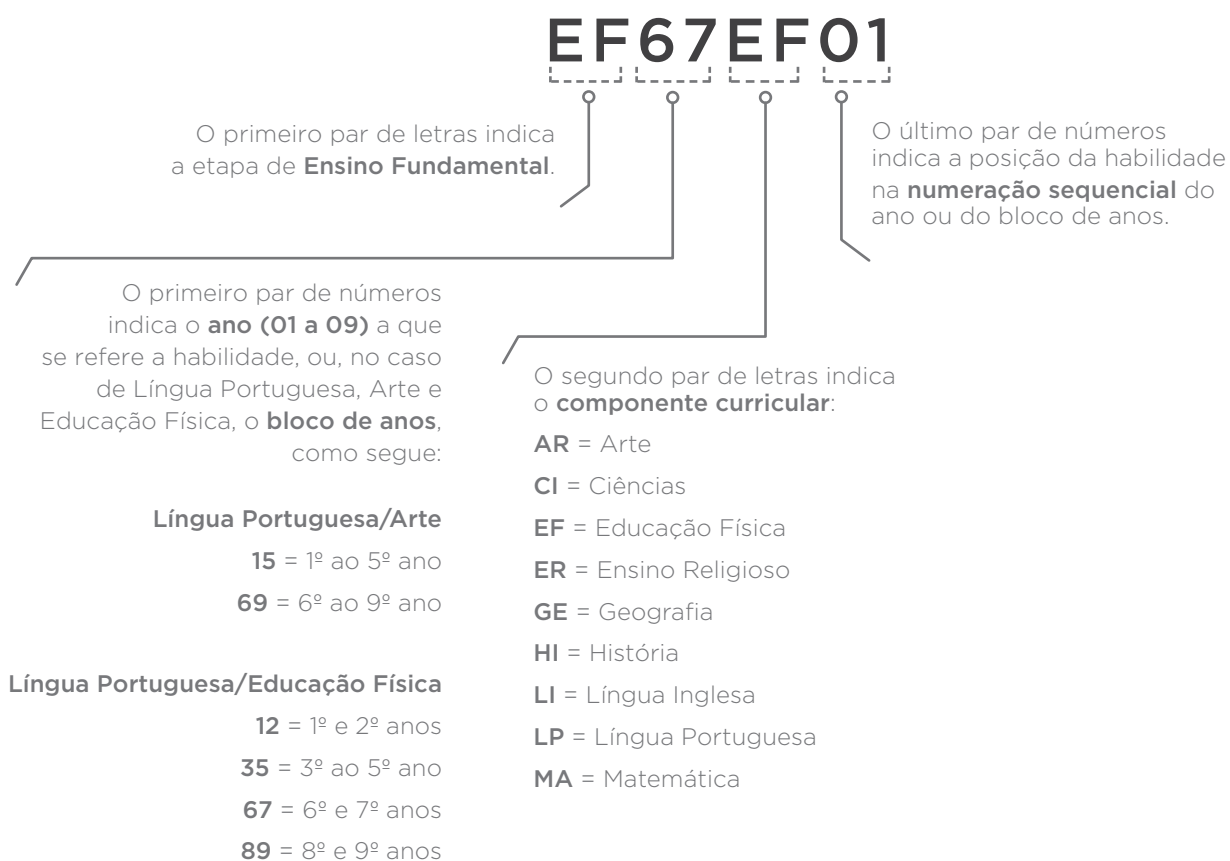 EF67EF01
O primeiro par de letras indica
a etapa de Ensino Fundamental.
O último par de números
indica a posição da habilidade
na numeração sequencial do
ano ou do bloco de anos.
O primeiro par de números
indica o ano (01 a 09) a que
se refere a habilidade, ou, no caso
de Língua Portuguesa, Arte e
Educação Física, o bloco de anos,
como segue:
Língua Portuguesa/Arte
15 = 1º ao 5º ano
69 = 6º ao 9º ano
Língua Portuguesa/Educação Física
12 = 1º e 2º anos
35 = 3º ao 5º ano
67 = 6º e 7º anos
89 = 8º e 9º anos
O segundo par de letras indica
o componente curricular:
AR = Arte
CI = Ciências
EF = Educação Física
ER = Ensino Religioso
GE = Geografia
HI = História
LI = Língua Inglesa
LP = Língua Portuguesa
MA = Matemática